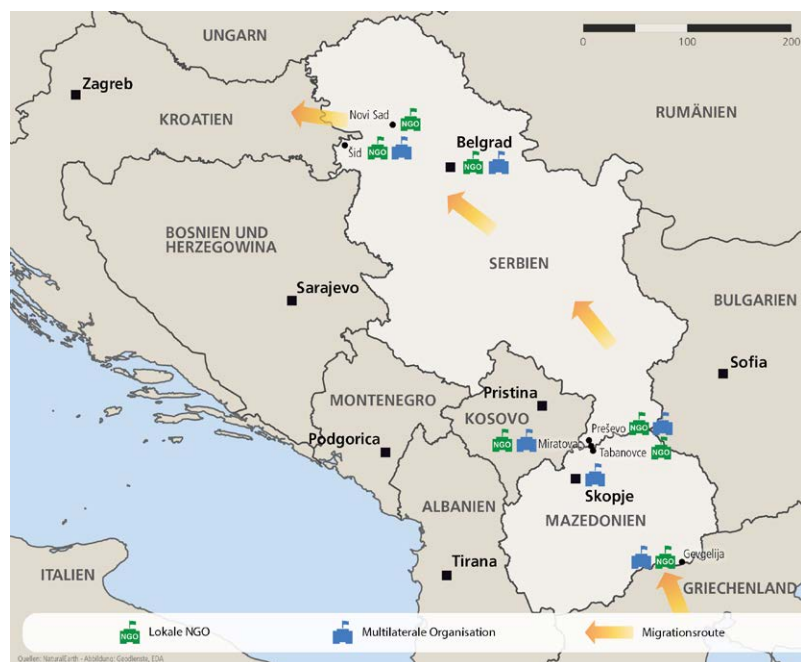 UNGARN
0 100 200
Zagreb
Novi Sad
NGO
KROATIEN
RUMÄNIEN
Belgrad
Šid
NGO
NGO
BOSNIEN UND
HERZEGOWINA
SERBIEN
Sarajevo
BULGARIEN
Sofia
MONTENEGRO
Pristina
KOSOVO
Preševo
NGO
Podgorica
NGO
Miratovac
Tabanovce
NGO
Skopje
ALBANIEN
MAZEDONIEN
Gevgelija
NGO
Tirana
ITALIEN
GRIECHENLAND
NGO
Lokale NGO
Multilaterale Organisation
Migrationsroute
Quellen: NaturalEarth - Abbildung: Geodienste, EDA